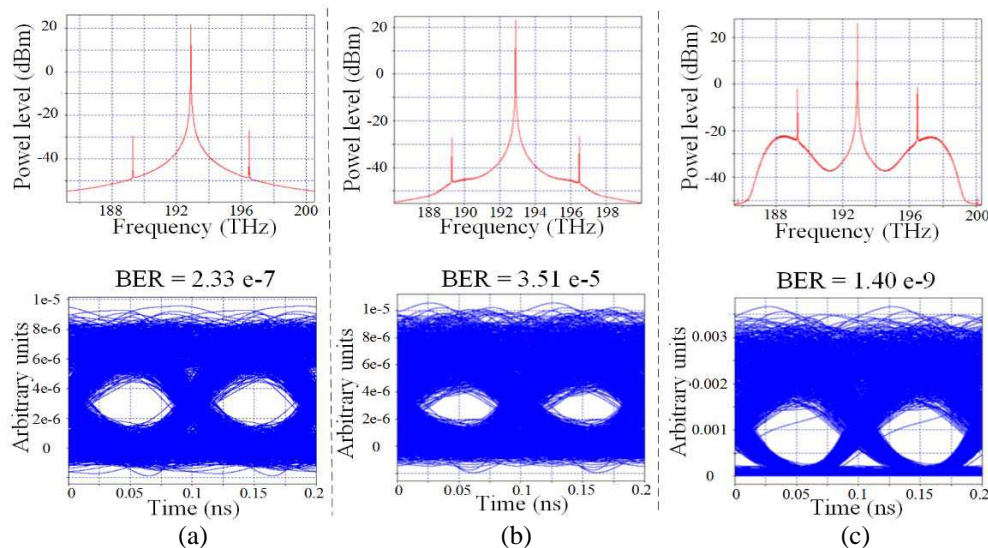 20
0
-20
-40
Powel level (dBm)
188 192 196 200
Frequency (THz)
20
0
-20
-40
Powel level (dBm)
188 190 192 194 196 198
Frequency (THz)
20
0
-20
-40
Powel level (dBm)
188 192 196 200
Frequency (THz)
BER = 2.33 e-7
1e-5
8e-6
6e-6
4e-6
2e-6
0
Arbitrary units
0 0.05 0.1 0.15 0.2
Time (ns)
(a)
BER = 3.51 e-5
1e-5
8e-6
6e-6
4e-6
2e-6
0
Arbitrary units
0 0.05 0.1 0.15 0.2
Time (ns)
(b)
BER = 1.40 e-9
0.003
0.002
0.001
0
Arbitrary units
0 0.05 0.1 0.15 0.2
Time (ns)
(c)